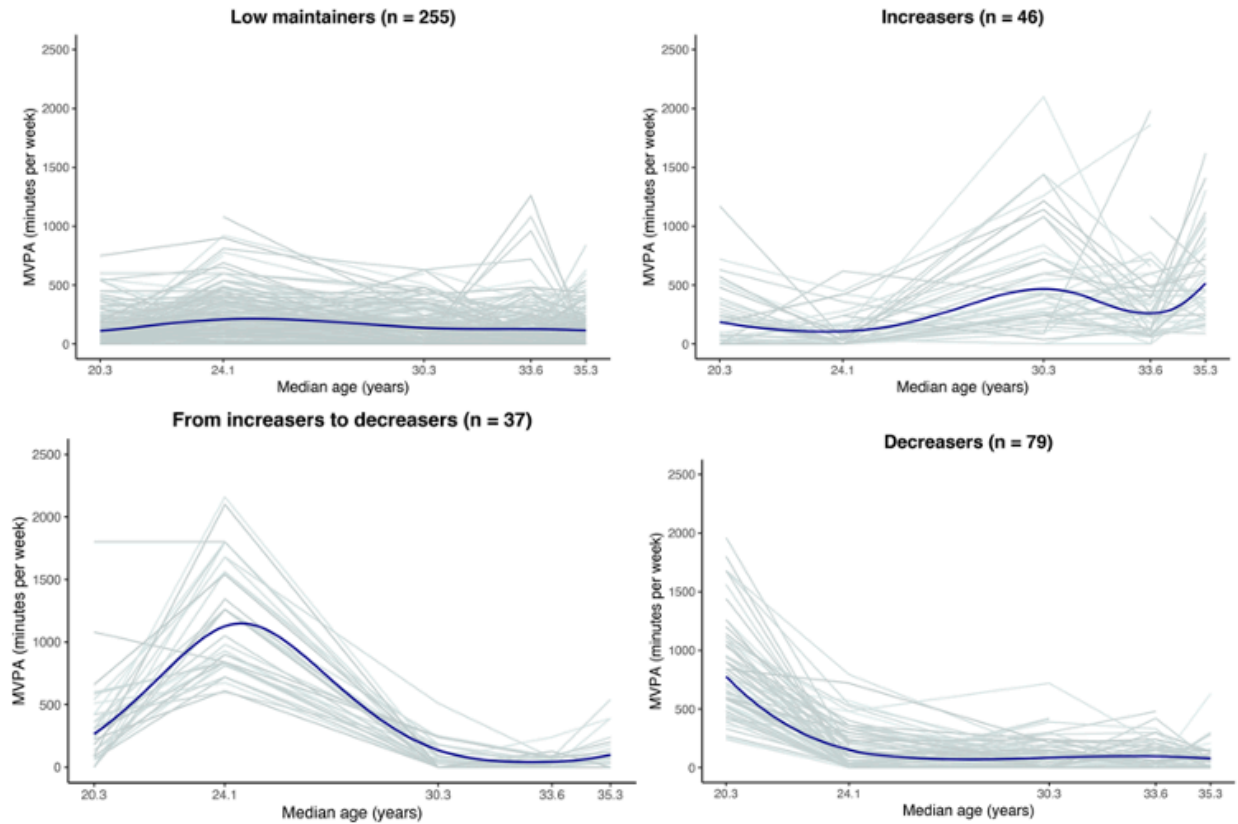 Low maintainers (n = 255)
MVPA (minutes per week)
2500
2000
1500
1000
500
0
20.3 24.1 30.3 33.6 35.3
Median age (years)
Increasers (n = 46)
MVPA (minutes per week)
2500
2000
1500
1000
500
0
20.3 24.1 30.3 33.6 35.3
Median age (years)
From increasers to decreasers (n = 37)
MVPA (minutes per week)
2500
2000
1500
1000
500
0
20.3 24.1 30.3 33.6 35.3
Median age (years)
Decreasers (n = 79)
MVPA (minutes per week)
2500
2000
1500
1000
500
0
20.3 24.1 30.3 33.6 35.3
Median age (years)